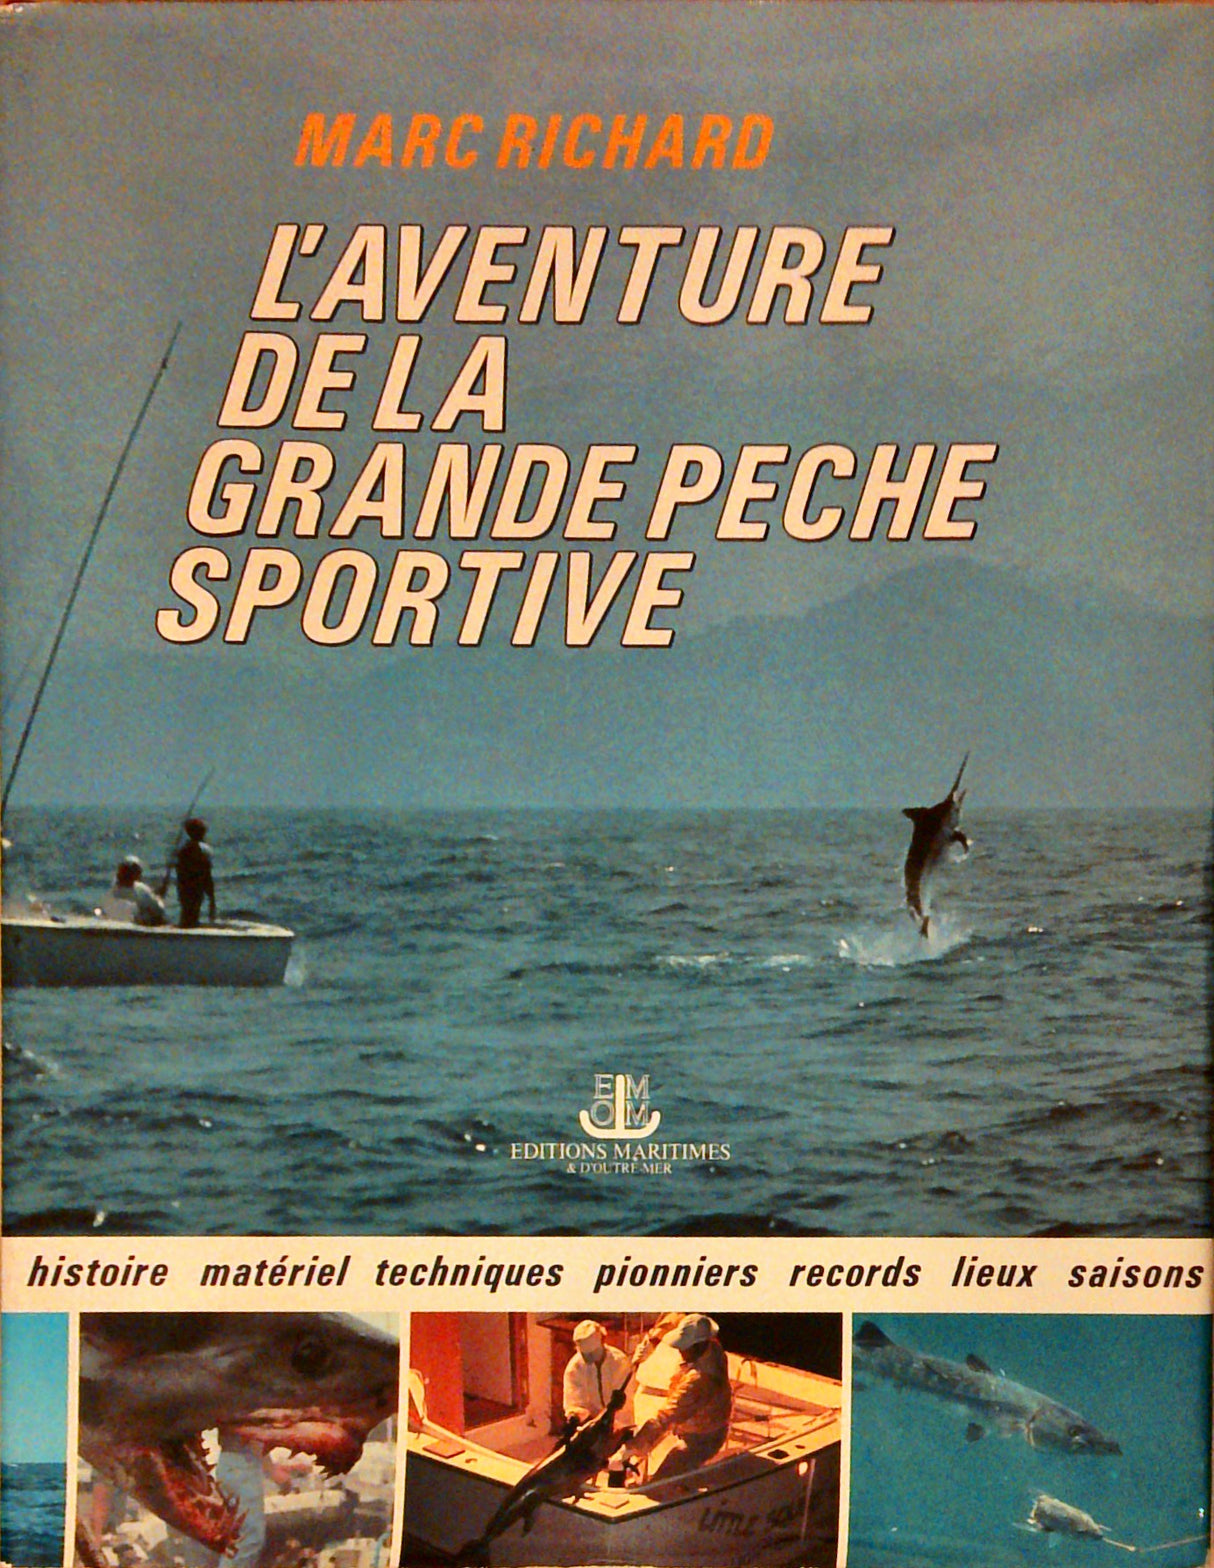 MARC RICHARD
L'AVENTURE
DE LA
GRANDE PECHE
SPORTIVE
E M
O M
EDITIONS MARITIMES
& D'OUTRE MER
histoire matériel techniques pionniers records lieux saisons